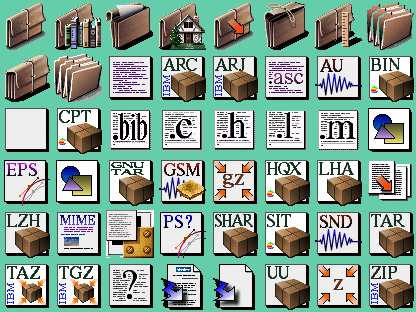 ARC
IBM
ARJ
IBM
.asc
AU
BIN
CPT
.bib
.c
.h
.l
.m
EPS
GNU
TAR
GSM
gz
HQX
LHA
LZH
MIME
PS?
SHAR
SIT
SND
TAR
TAZ
IBM
TGZ
IBM
?
UU
z
ZIP
IBM